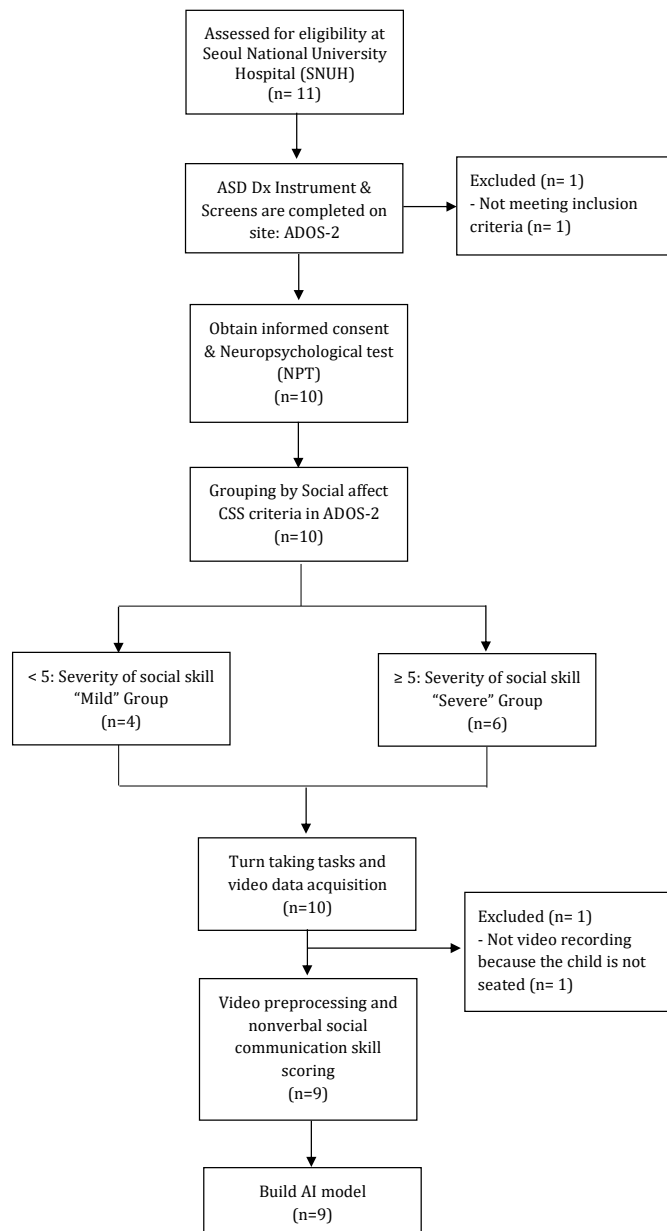 Assessed for eligibility at
Seoul National University
Hospital (SNUH)
(n= 11)
ASD Dx Instrument &
Screens are completed on
site: ADOS-2
Excluded (n= 1)
- Not meeting inclusion
criteria (n= 1)
Obtain informed consent
& Neuropsychological test
(NPT)
(n=10)
Grouping by Social affect
CSS criteria in ADOS-2
(n=10)
< 5: Severity of social skill
“Mild” Group
(n=4)
≥ 5: Severity of social skill
“Severe” Group
(n=6)
Turn taking tasks and
video data acquisition
(n=10)
Excluded (n= 1)
- Not video recording
because the child is not
seated (n= 1)
Video preprocessing and
nonverbal social
communication skill
scoring
(n=9)
Build AI model
(n=9)